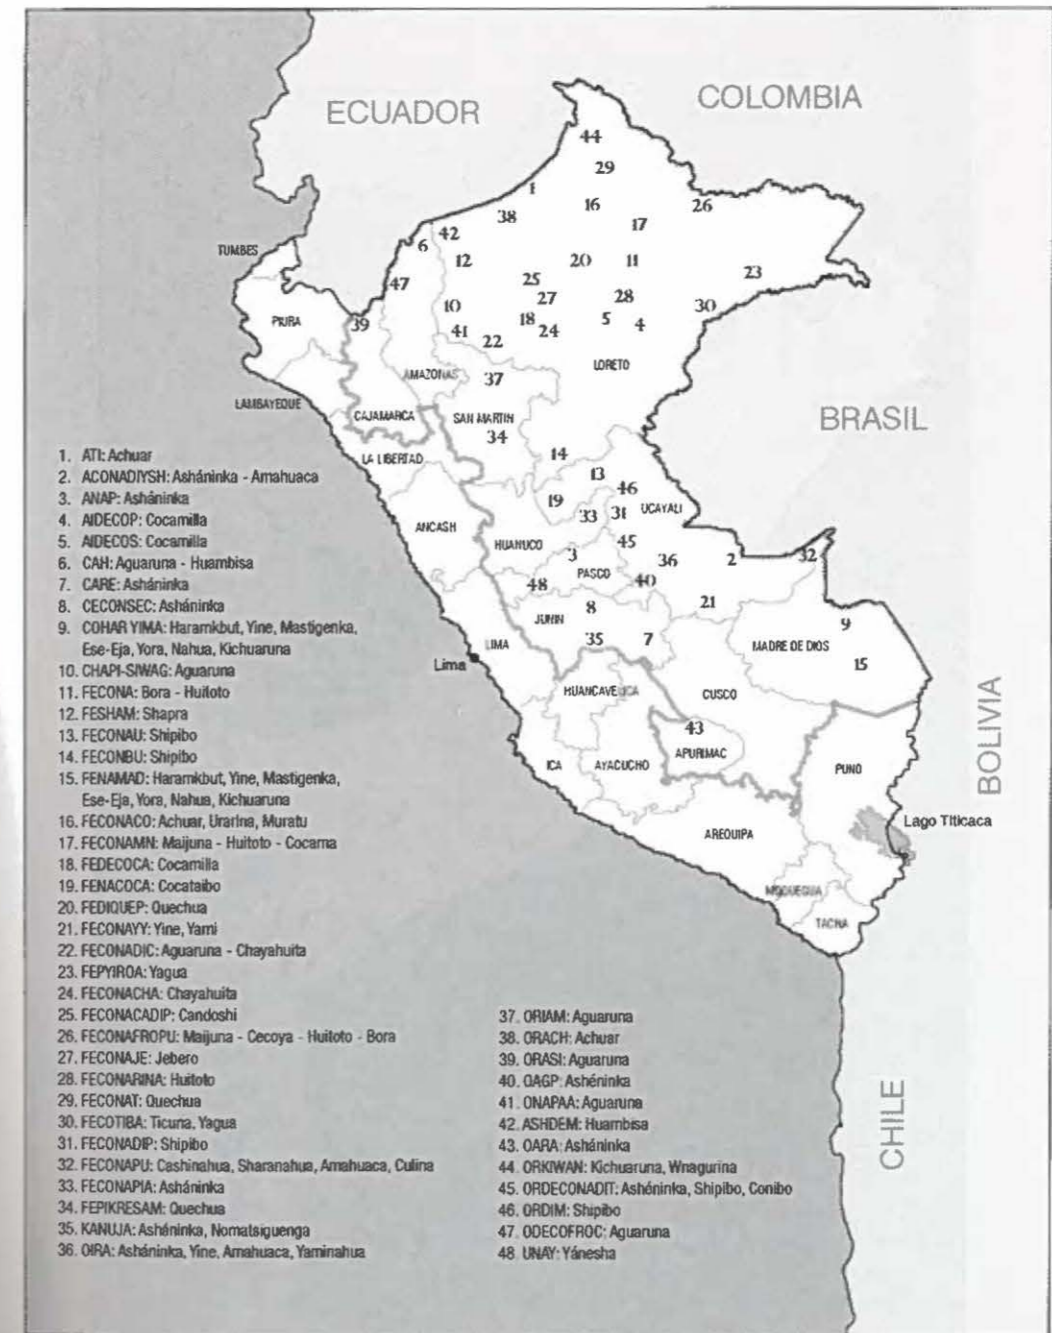 ECUADOR
COLOMBIA
44
29
1
16
26
38
17
42
6
TUMBES
12
20
11
23
47
25
27
28
10
30
PIURA
39
18
5
4
41
24
22
LORETO
AMAZONAS
37
LAMBAYEQUE
CAJAMARCA
SAN MARTIN
BRASIL
34
LA LIBERTAD
14
13
46
19
UCAYALI
33
31
ANCASH
HUANUCO
45
3
36
2
32
PASCO
48
40
21
8
JUNIN
9
35
7
LIMA
MADRE DE DIOS
Lima
15
HUANCAVELICA
CUSCO
BOLIVIA
43
APURIMAC
ICA
AYACUCHO
PUNO
Lago Titicaca
AREQUIPA
MOQUEGUA
TACNA
CHILE
1. ATI: Achuar
2. ACONADIYSH: Asháninka - Amahuaca
3. ANAP: Asháninka
4. AIDECOP: Cocamilla
5. AIDECOS: Cocamilla
6. CAH: Aguaruna - Huambisa
7. CARE: Asháninka
8. CECONSEC: Asháninka
9. COHAR YIMA: Haramkbut, Yine, Mastigenka,
Ese-Eja, Yora, Nahua, Kichuaruna
10. CHAPI-SIWAG: Aguaruna
11. FECONA: Bora - Huitoto
12. FESHAM: Shapra
13. FECONAU: Shipibo
14. FECONBU: Shipibo
15. FENAMAD: Haramkbut, Yine, Mastigenka,
Ese-Eja, Yora, Nahua, Kichuaruna
16. FECONACO: Achuar, Urarina, Muratu
17. FECONAMN: Maijuna - Huitoto - Cocama
18. FEDECOCA: Cocamilla
19. FENACOCA: Cocataibo
20. FEDIQUEP: Quechua
21. FECONAYY: Yine, Yami
22. FECONADIC: Aguaruna - Chayahuita
23. FEPYIROA: Yagua
24. FECONACHA: Chayahuita
25. FECONACADIP: Candoshi
26. FECONAFROPU: Maijuna - Cecoya - Huitoto - Bora
27. FECONAJE: Jebero
28. FECONARINA: Huitoto
29. FECONAT: Quechua
30. FECOTIBA: Ticuna, Yagua
31. FECONADIP: Shipibo
32. FECONAPU: Cashinahua, Sharanahua, Amahuaca, Culina
33. FECONAPIA: Asháninka
34. FEPIKRESAM: Quechua
35. KANUJA: Asháninka, Nomatsiguenga
36. OIRA: Asháninka, Yine, Amahuaca, Yaminahua
37. ORIAM: Aguaruna
38. ORACH: Achuar
39. ORASI: Aguaruna
40. OAGP: Ashéninka
41. ONAPAA: Aguaruna
42. ASHDEM: Huambisa
43. OARA: Asháninka
44. ORKIWAN: Kichuaruna, Wnagurina
45. ORDECONADIT: Ashéninka, Shipibo, Conibo
46. ORDIM: Shipibo
47. ODECOFROC: Aguaruna
48. UNAY: Yánesha